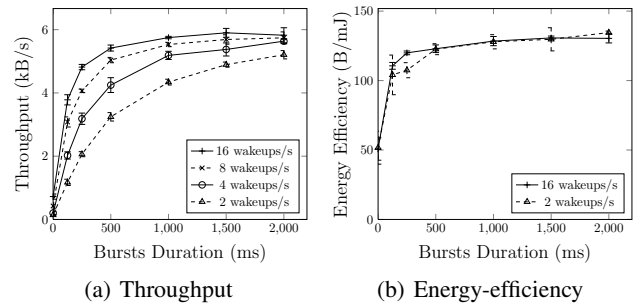 Throughput (kB/s)
6
4
2
0
0 500 1,000 1,500 2,000
16 wakeups/s
8 wakeups/s
4 wakeups/s
2 wakeups/s
Bursts Duration (ms)
(a) Throughput
Energy Efficiency (B/mJ)
150
100
50
0
0 500 1,000 1,500 2,000
16 wakeups/s
2 wakeups/s
Bursts Duration (ms)
(b) Energy-efficiency